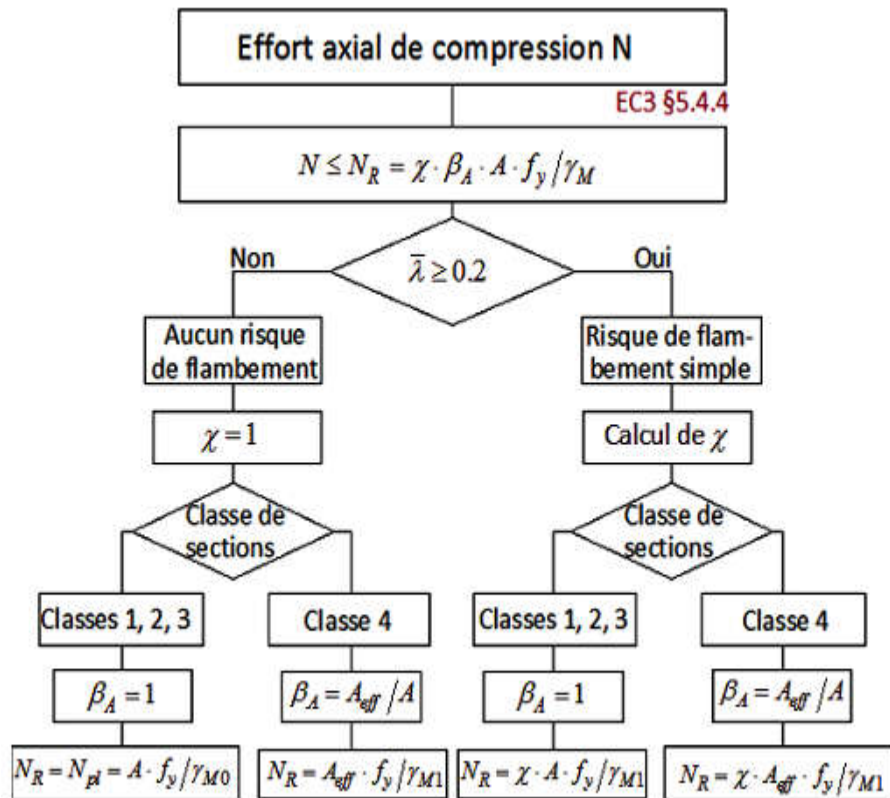 Effort axial de compression N
EC3 §5.4.4
N ≤ N_R = χ · β_A · A · f_y / γ_M
Non
λ̄ ≥ 0.2
Oui
Aucun risque
de flambement
Risque de flam-
bement simple
χ = 1
Calcul de χ
Classe de
sections
Classe de
sections
Classes 1, 2, 3
Classe 4
Classes 1, 2, 3
Classe 4
β_A = 1
β_A = A_eff / A
β_A = 1
β_A = A_eff / A
N_R = N_pl = A · f_y / γ_M0
N_R = A_eff · f_y / γ_M1
N_R = χ · A · f_y / γ_M1
N_R = χ · A_eff · f_y / γ_M1